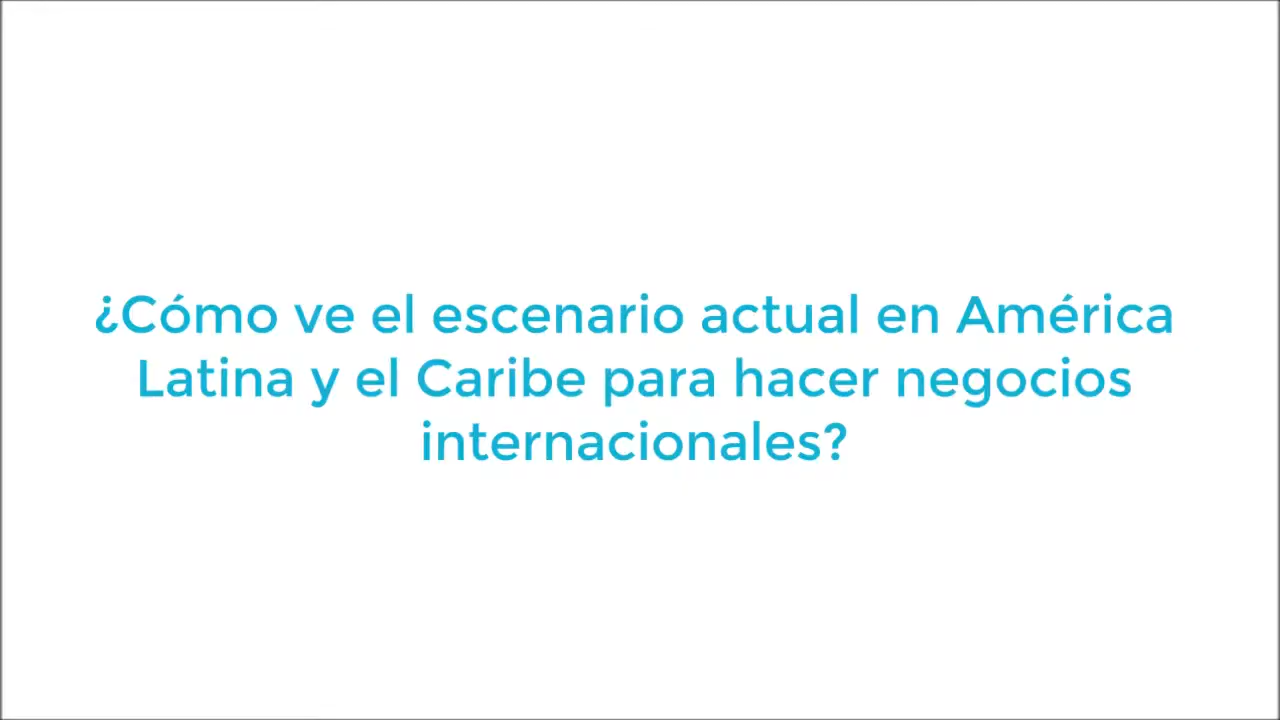 ¿Cómo ve el escenario actual en América
Latina y el Caribe para hacer negocios
internacionales?